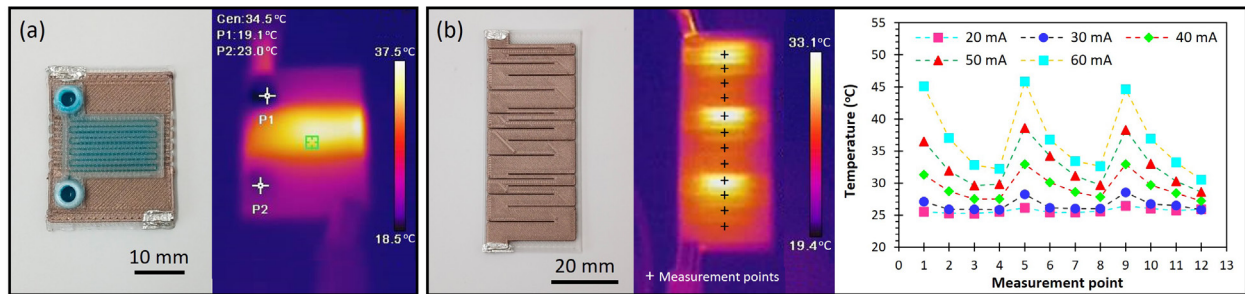 (a)
Cen:34.5°C
P1:19.1°C
P2:23.0°C
37.5°C
P1
P2
18.5°C
10 mm
(b)
20 mm
33.1°C
19.4°C
+ Measurement points
Temperature (°C)
55
50
45
40
35
30
25
20
20 mA 30 mA 40 mA
50 mA 60 mA
0 1 2 3 4 5 6 7 8 9 10 11 12 13
Measurement point